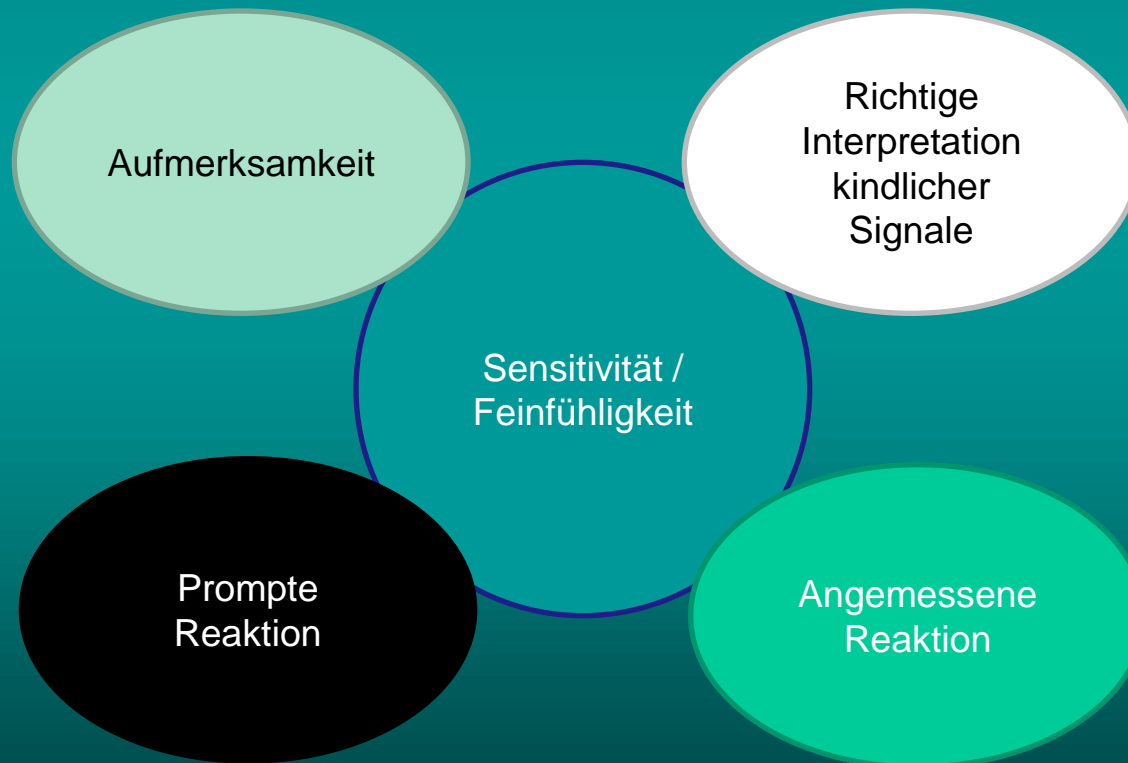 Aufmerksamkeit
Richtige
Interpretation
kindlicher
Signale
Sensitivität /
Feinfühligkeit
Prompte
Reaktion
Angemessene
Reaktion